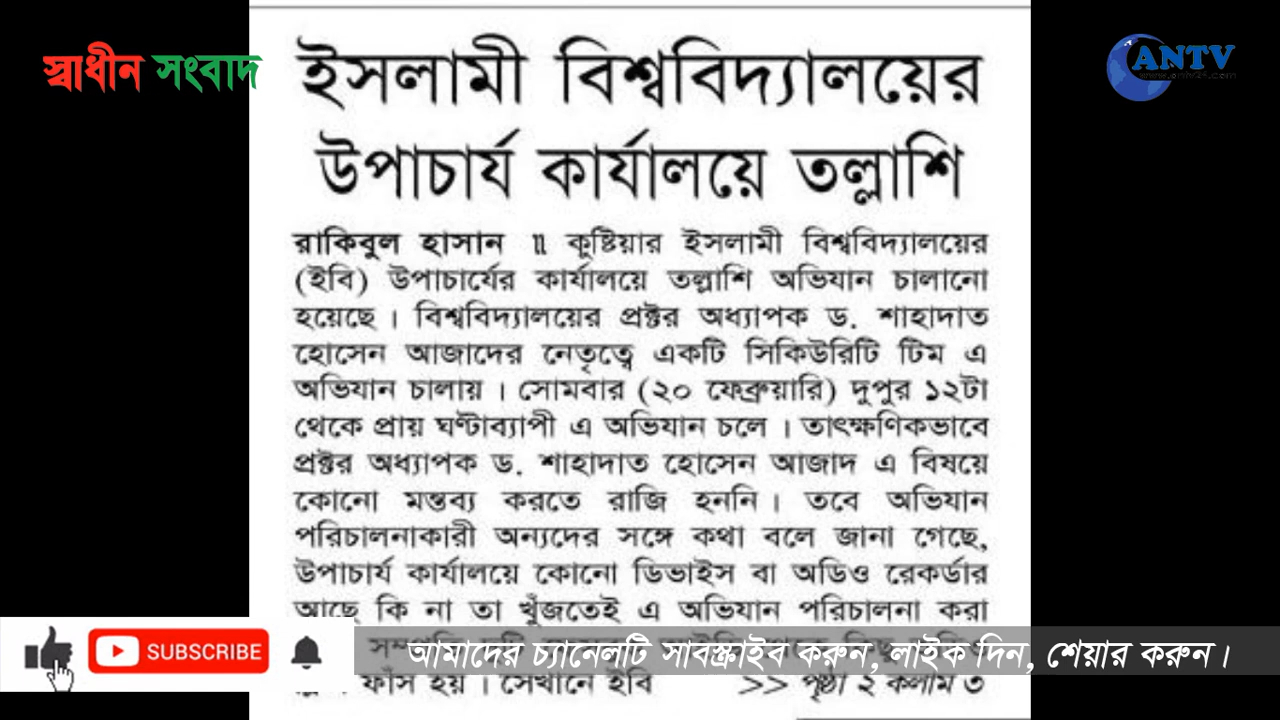 স্বাধীন সংবাদ
ANTV
ইসলামী বিশ্ববিদ্যালয়ের
উপাচার্য কার্যালয়ে তল্লাশি
রাকিবুল হাসান ॥ কুষ্টিয়ার ইসলামী বিশ্ববিদ্যালয়ের
(ইবি) উপাচার্যের কার্যালয়ে তল্লাশি অভিযান চালানো
হয়েছে। বিশ্ববিদ্যালয়ের প্রক্টর অধ্যাপক ড. শাহাদাত
হোসেন আজাদের নেতৃত্বে একটি সিকিউরিটি টিম এ
অভিযান চালায়। সোমবার (২০ ফেব্রুয়ারি) দুপুর ১২টা
থেকে প্রায় ঘণ্টাব্যাপী এ অভিযান চলে। তাৎক্ষণিকভাবে
প্রক্টর অধ্যাপক ড. শাহাদাত হোসেন আজাদ এ বিষয়ে
কোনো মন্তব্য করতে রাজি হননি। তবে অভিযান
পরিচালনাকারী অন্যদের সঙ্গে কথা বলে জানা গেছে,
উপাচার্য কার্যালয়ে কোনো ডিভাইস বা অডিও রেকর্ডার
আছে কি না তা খুঁজতেই এ অভিযান পরিচালনা করা
SUBSCRIBE
আমাদের চ্যানেলটি সাবস্ক্রাইব করুন, লাইক দিন, শেয়ার করুন।
ফাঁস হয়। সেখানে ইবি >> পৃষ্ঠা ২ কলাম ৩